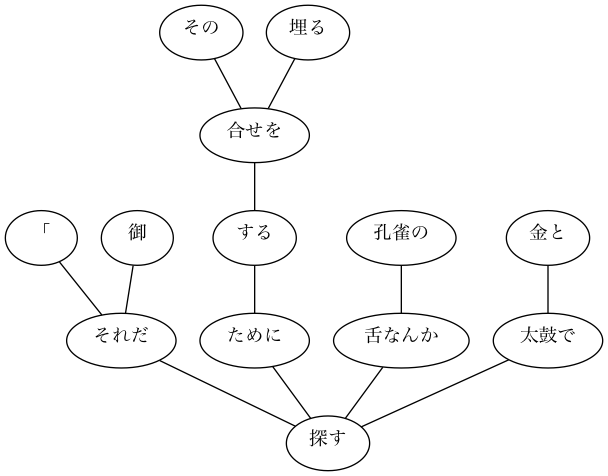 その 埋る
合せを
「 御 する 孔雀の 金と
それだ ために 舌なんか 太鼓で
探す